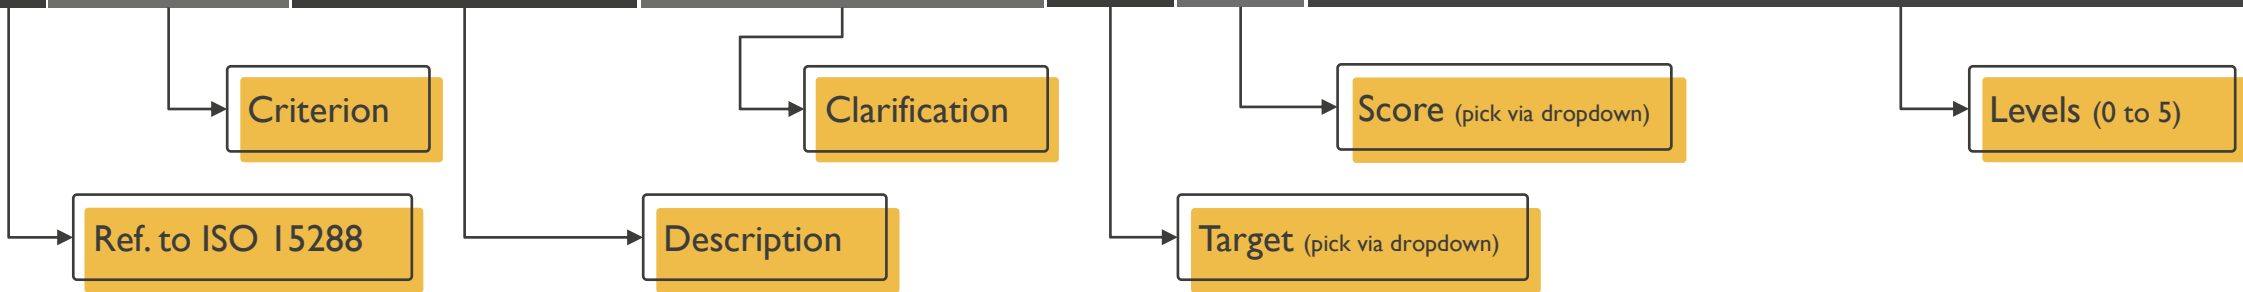 Criterion
Clarification
Score (pick via dropdown)
Levels (0 to 5)
Ref. to ISO 15288
Description
Target (pick via dropdown)